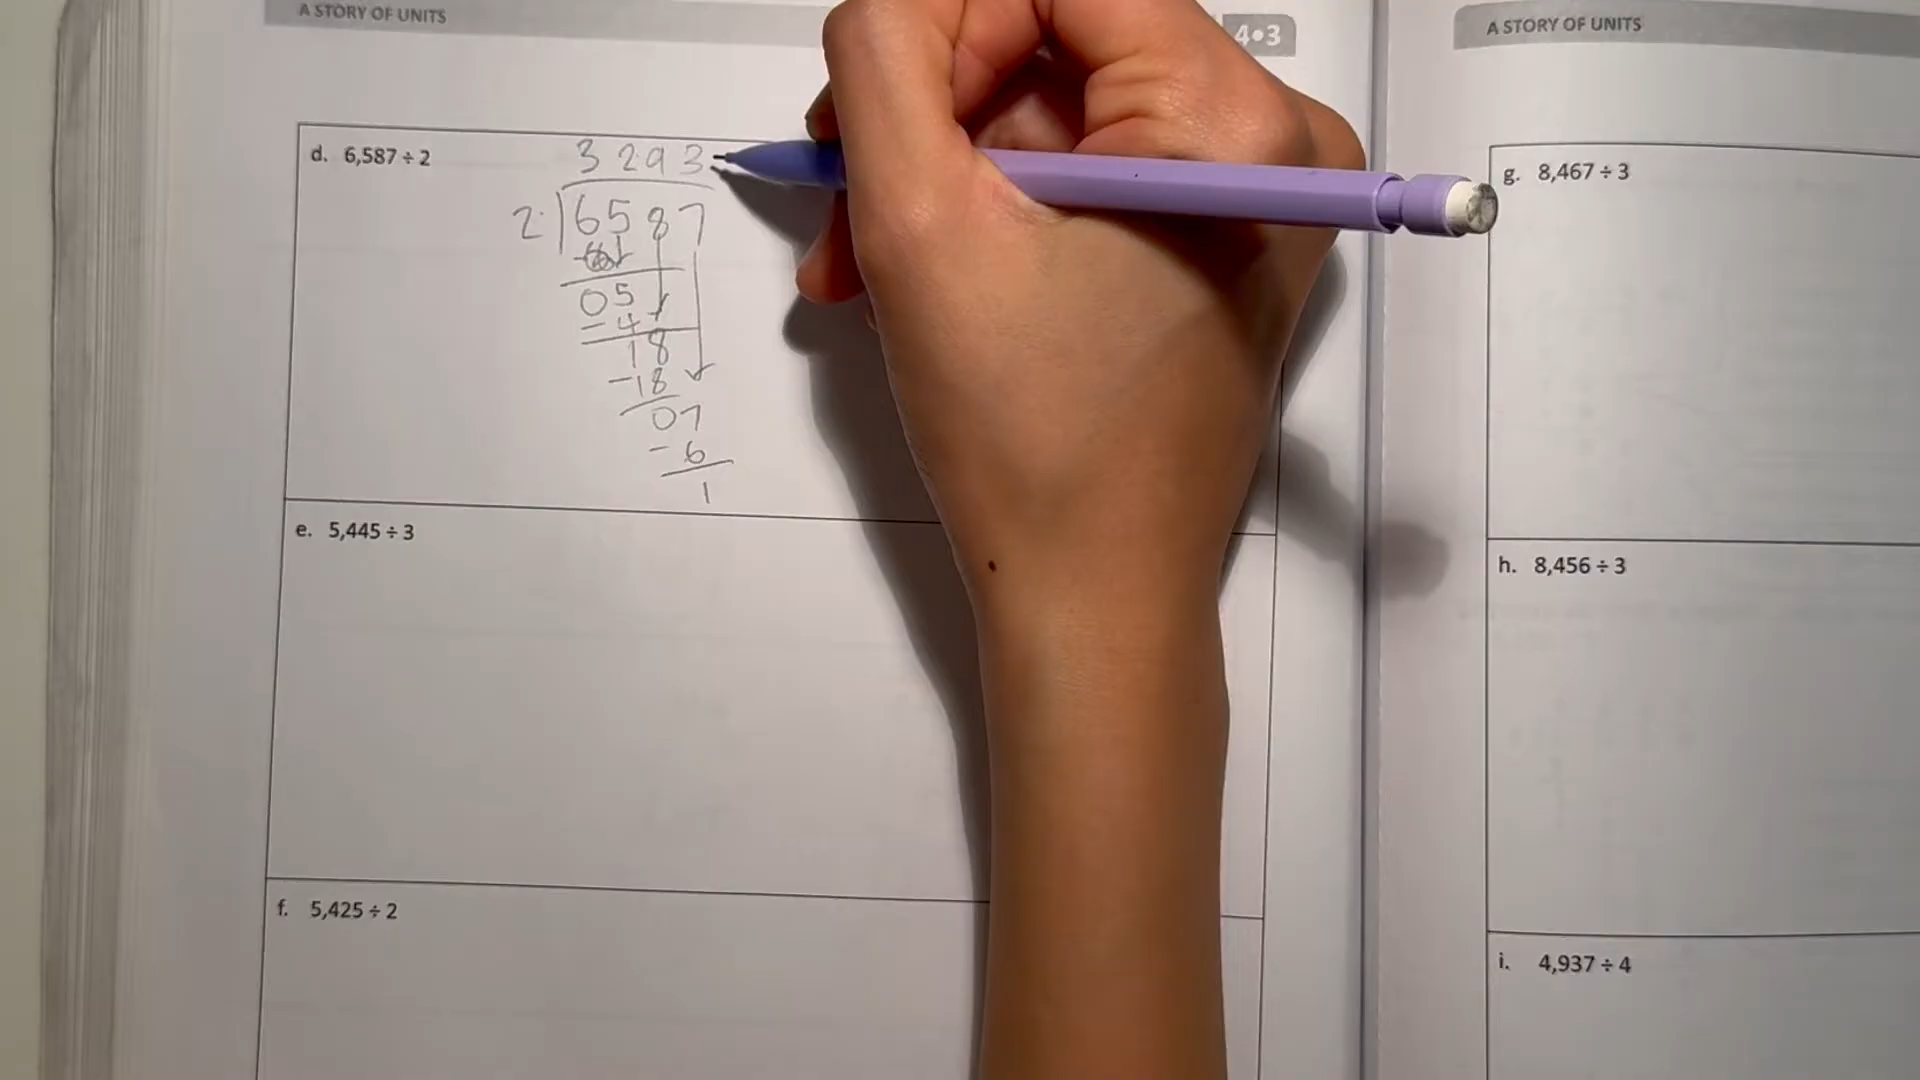 A STORY OF UNITS
4•3
d. 6,587 ÷ 2
3 2 9 3
2 6 5 8 7
0 5
- 4
1 8
- 1 8
0 7
- 6
1
e. 5,445 ÷ 3
f. 5,425 ÷ 2
A STORY OF UNITS
g. 8,467 ÷ 3
h. 8,456 ÷ 3
i. 4,937 ÷ 4